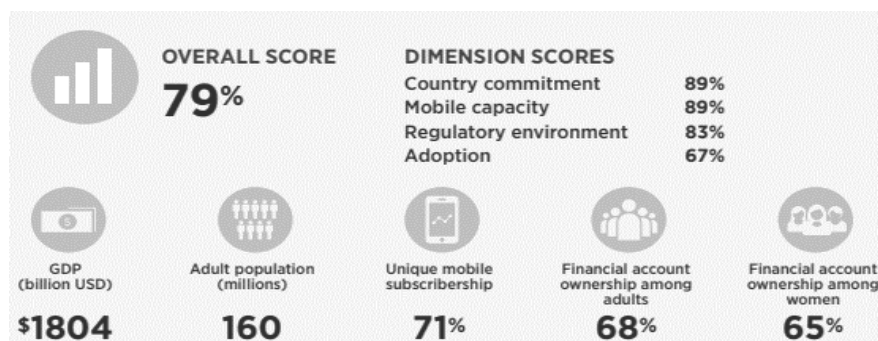 OVERALL SCORE
79%
DIMENSION SCORES
Country commitment 89%
Mobile capacity 89%
Regulatory environment 83%
Adoption 67%
GDP
(billion USD)
$1804
Adult population
(millions)
160
Unique mobile
subscribership
71%
Financial account
ownership among
adults
68%
Financial account
ownership among
women
65%